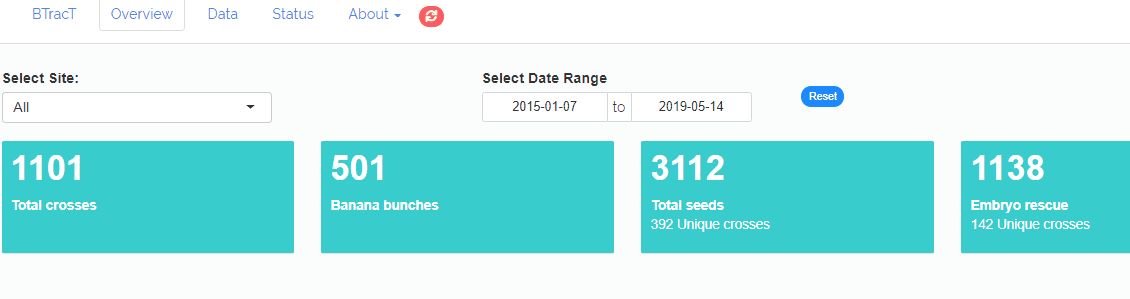 BTracT Overview Data Status About
Select Site: Select Date Range
All 2015-01-07 to 2019-05-14 Reset
1101 501 3112 1138
Total crosses Banana bunches Total seeds Embryo rescue
392 Unique crosses 142 Unique crosses